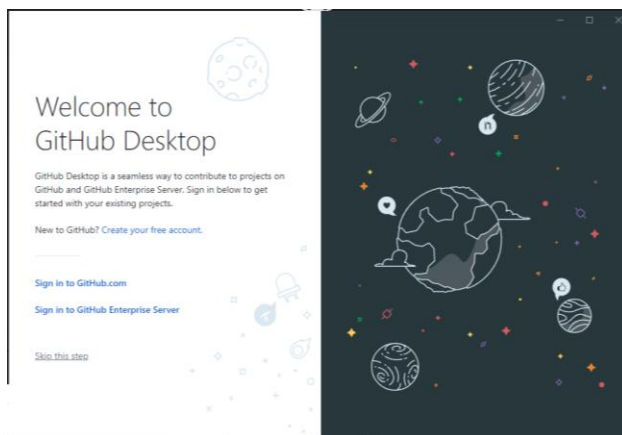 Welcome to
GitHub Desktop
GitHub Desktop is a seamless way to contribute to projects on
GitHub and GitHub Enterprise Server. Sign in below to get
started with your existing projects.
New to GitHub? Create your free account.
Sign in to GitHub.com
Sign in to GitHub Enterprise Server
Skip this step